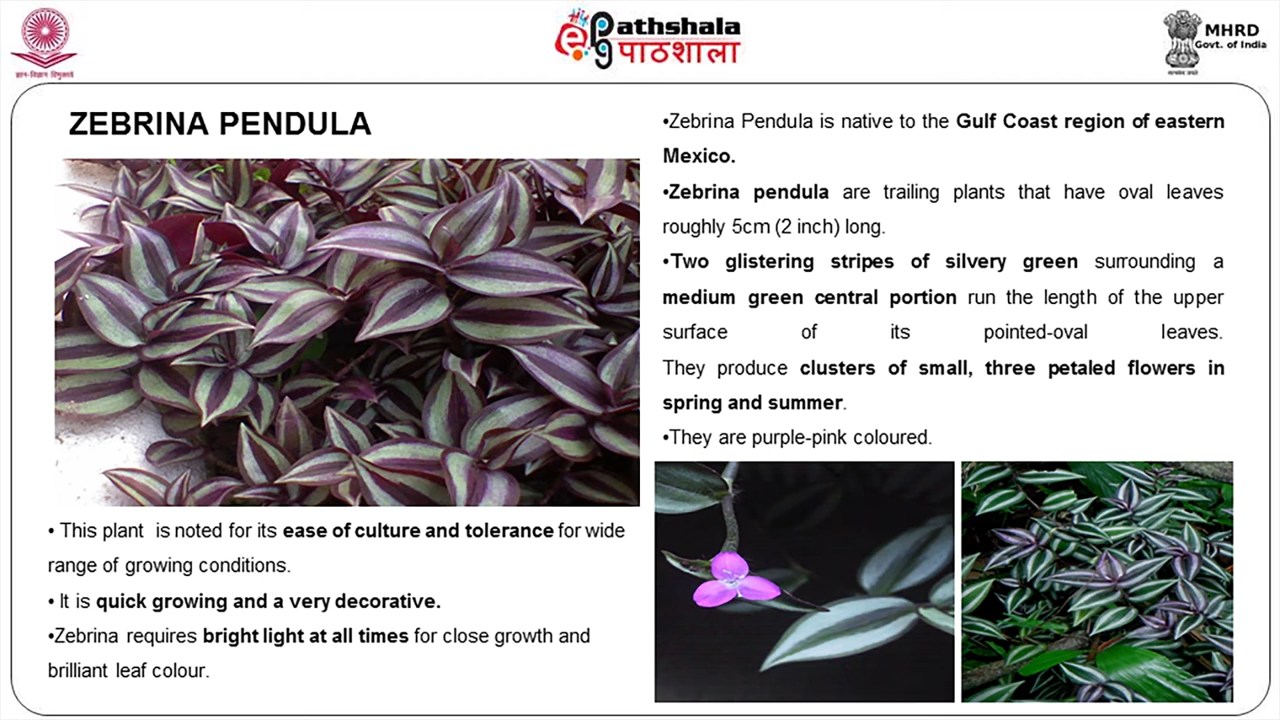 ज्ञान-विज्ञान विमुक्तये
ePathshala
पाठशाला
MHRD
Govt. of India
सत्यमेव जयते
ZEBRINA PENDULA
• This plant is noted for its ease of culture and tolerance for wide
range of growing conditions.
• It is quick growing and a very decorative.
•Zebrina requires bright light at all times for close growth and
brilliant leaf colour.
•Zebrina Pendula is native to the Gulf Coast region of eastern
Mexico.
•Zebrina pendula are trailing plants that have oval leaves
roughly 5cm (2 inch) long.
•Two glistering stripes of silvery green surrounding a
medium green central portion run the length of the upper
surface of its pointed-oval leaves.
They produce clusters of small, three petaled flowers in
spring and summer.
•They are purple-pink coloured.